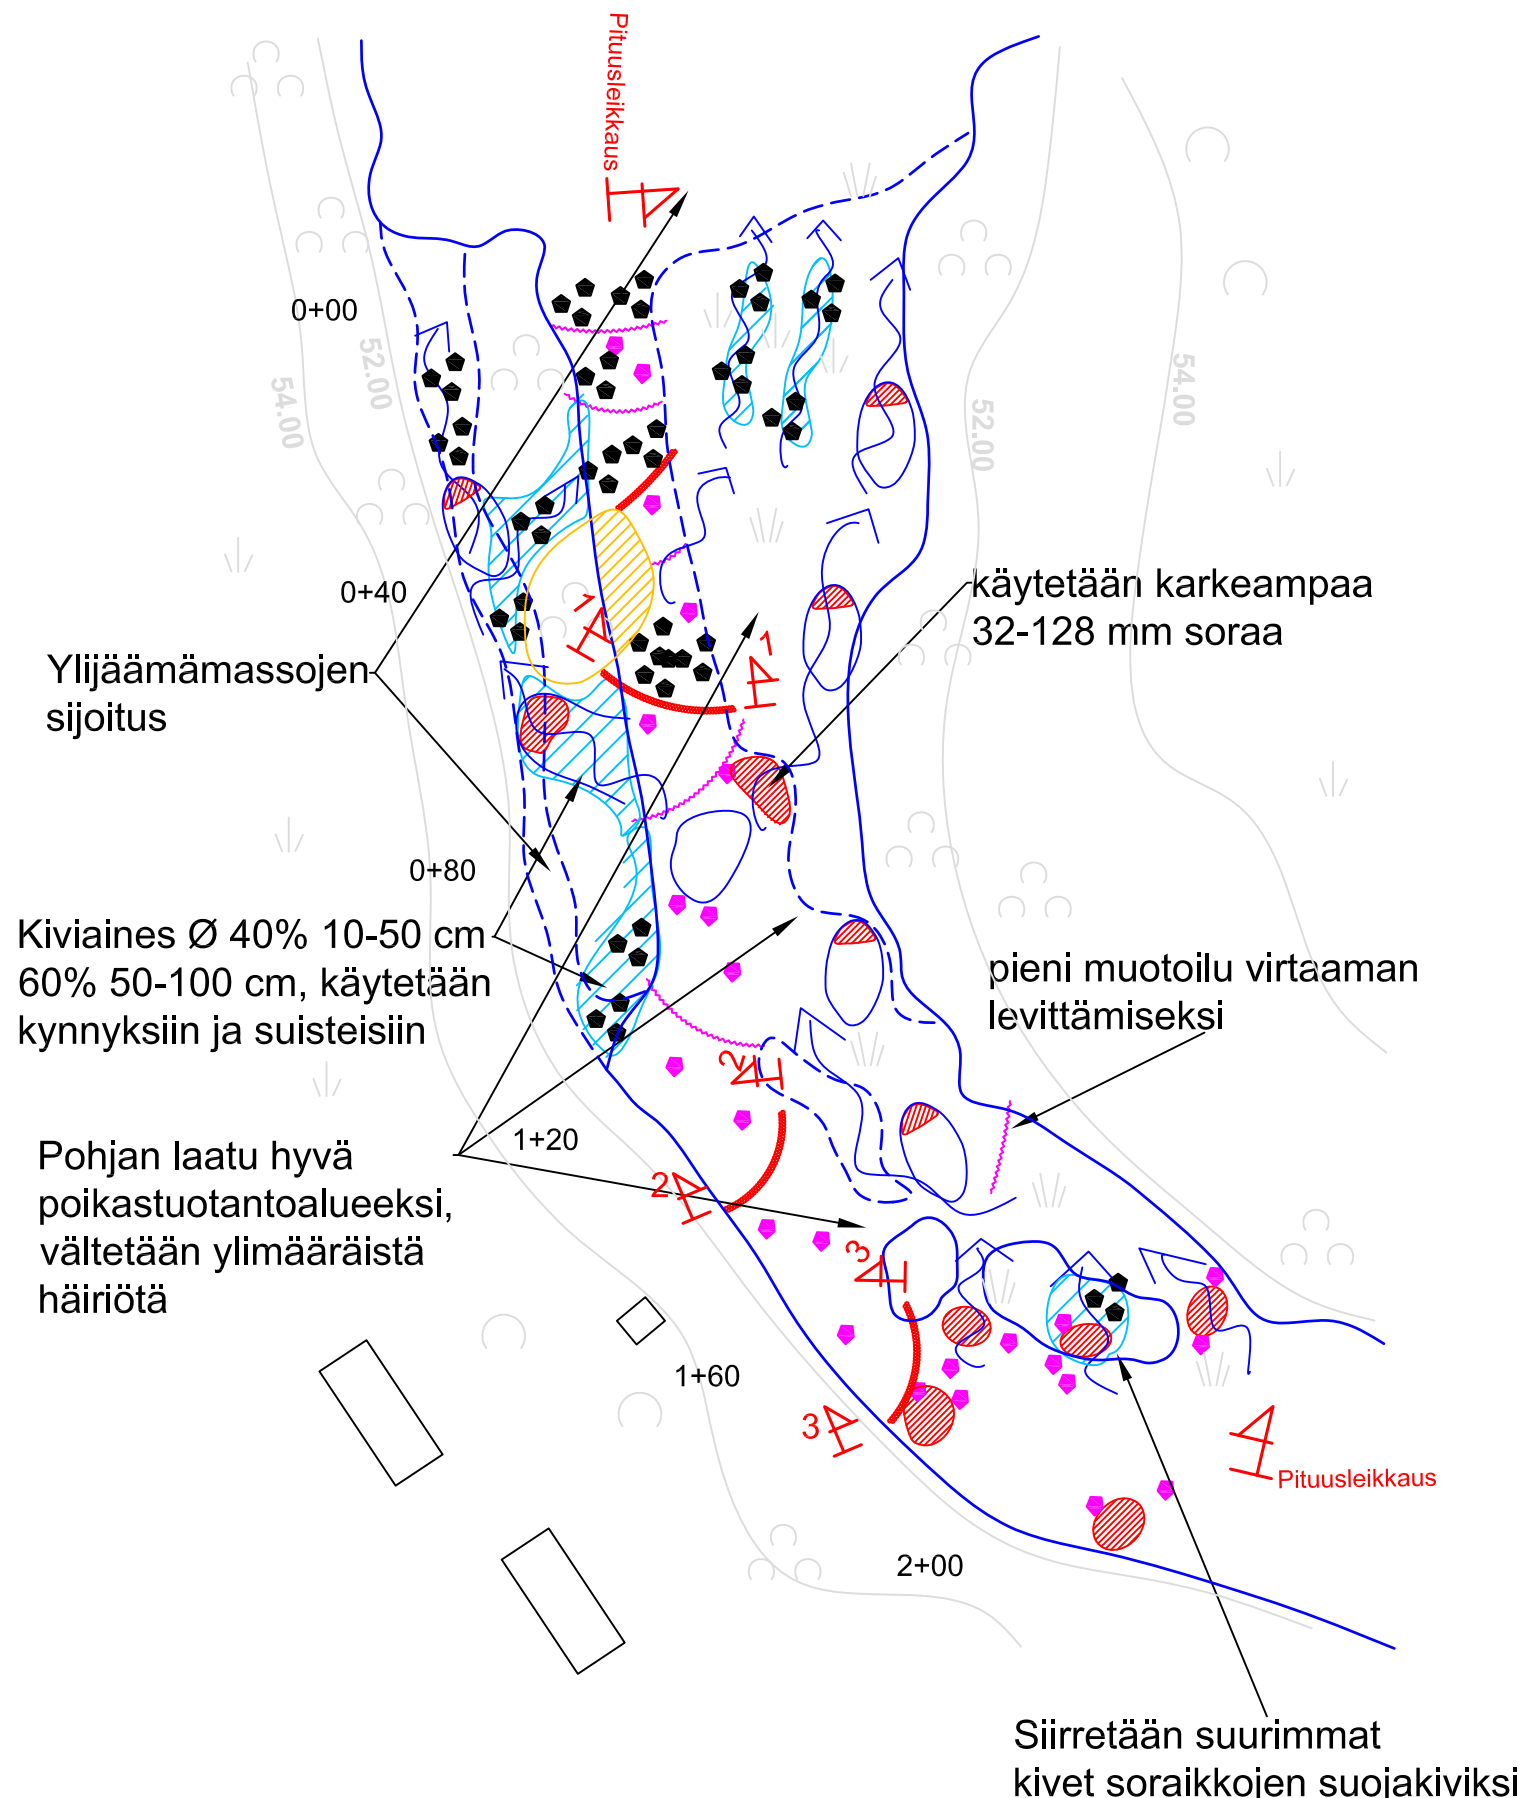 Pituusleikkaus
0+00
52.00
54.00
52.00
54.00
0+40
käytetään karkeampaa
32-128 mm soraa
1
1
Ylijäämämassojen
sijoitus
0+80
Kiviaines Ø 40% 10-50 cm
60% 50-100 cm, käytetään
kynnyksiin ja suisteisiin
pieni muotoilu virtaaman
levittämiseksi
2
1+20
Pohjan laatu hyvä
poikastuotantoalueeksi,
vältetään ylimääräistä
häiriötä
2
3
1+60
3
Pituusleikkaus
2+00
Siirretään suurimmat
kivet soraikkojen suojakiviksi